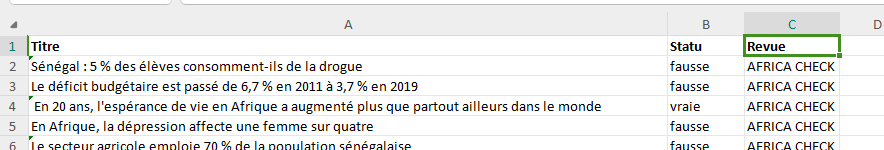 A B C D
1 Titre Statu Revue
2 Sénégal : 5 % des élèves consomment-ils de la drogue fausse AFRICA CHECK
3 Le déficit budgétaire est passé de 6,7 % en 2011 à 3,7 % en 2019 fausse AFRICA CHECK
4 En 20 ans, l'espérance de vie en Afrique a augmenté plus que partout ailleurs dans le monde vraie AFRICA CHECK
5 En Afrique, la dépression affecte une femme sur quatre fausse AFRICA CHECK
6 Le secteur agricole emploie 70 % de la population sénégalaise fausse AFRICA CHECK